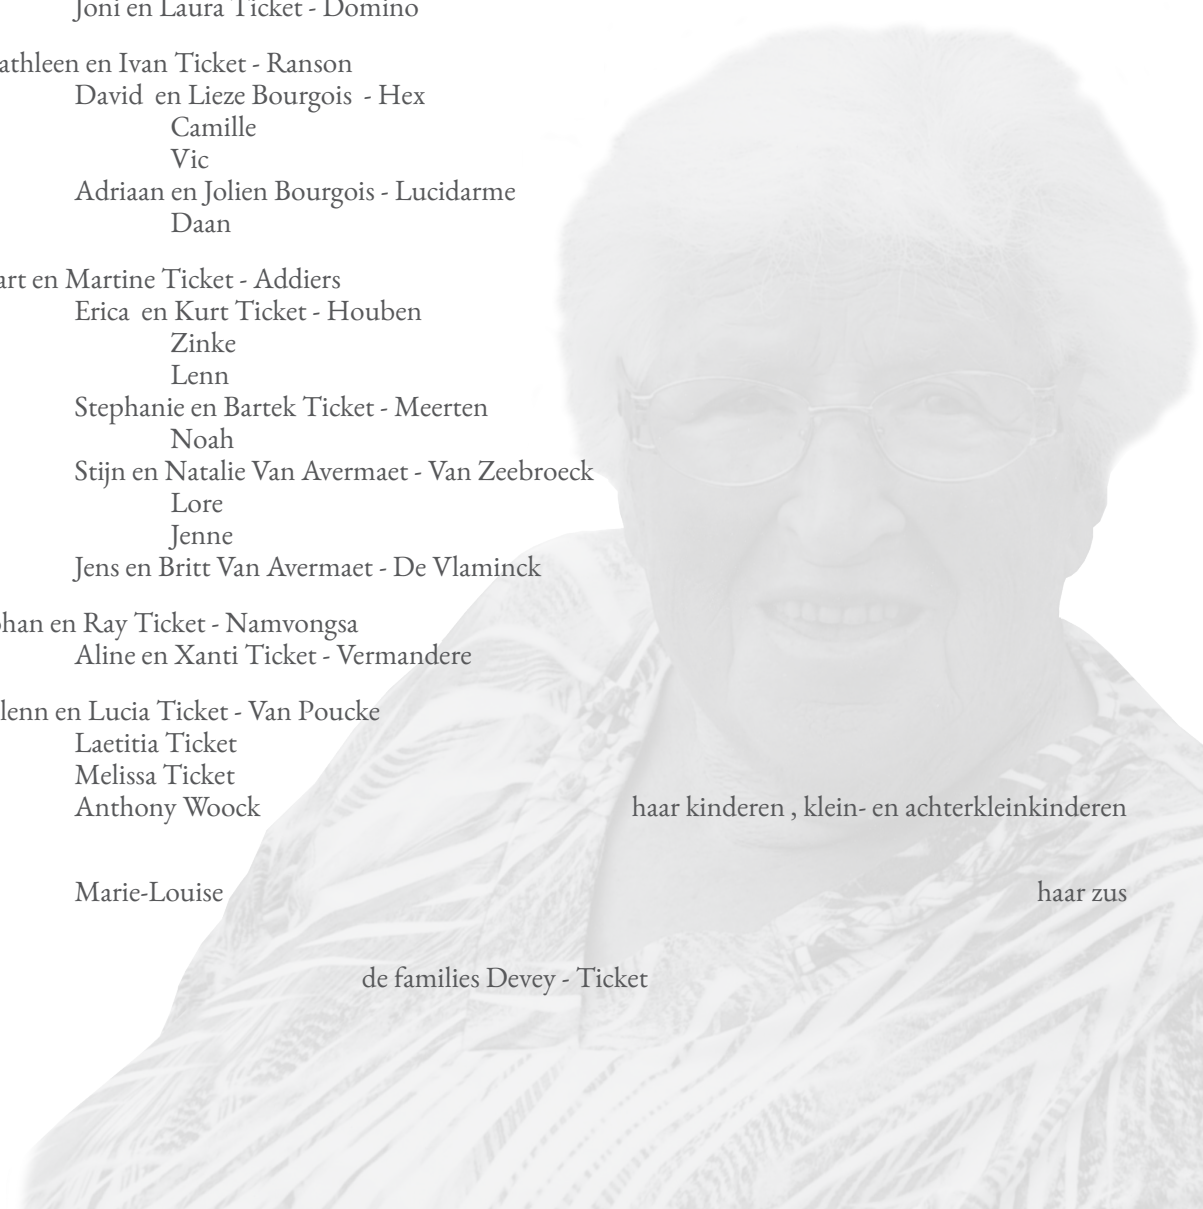 Joni en Laura Ticket - Domino
athleen en Ivan Ticket - Ranson
David en Lieze Bourgois - Hex
Camille
Vic
Adriaan en Jolien Bourgois - Lucidarme
Daan
art en Martine Ticket - Addiers
Erica en Kurt Ticket - Houben
Zinke
Lenn
Stephanie en Bartek Ticket - Meerten
Noah
Stijn en Natalie Van Avermaet - Van Zeebroeck
Lore
Jenne
Jens en Britt Van Avermaet - De Vlaminck
ohan en Ray Ticket - Namvongsa
Aline en Xanti Ticket - Vermandere
lenn en Lucia Ticket - Van Poucke
Laetitia Ticket
Melissa Ticket
Anthony Woock haar kinderen , klein- en achterkleinkinderen
Marie-Louise haar zus
de families Devey - Ticket